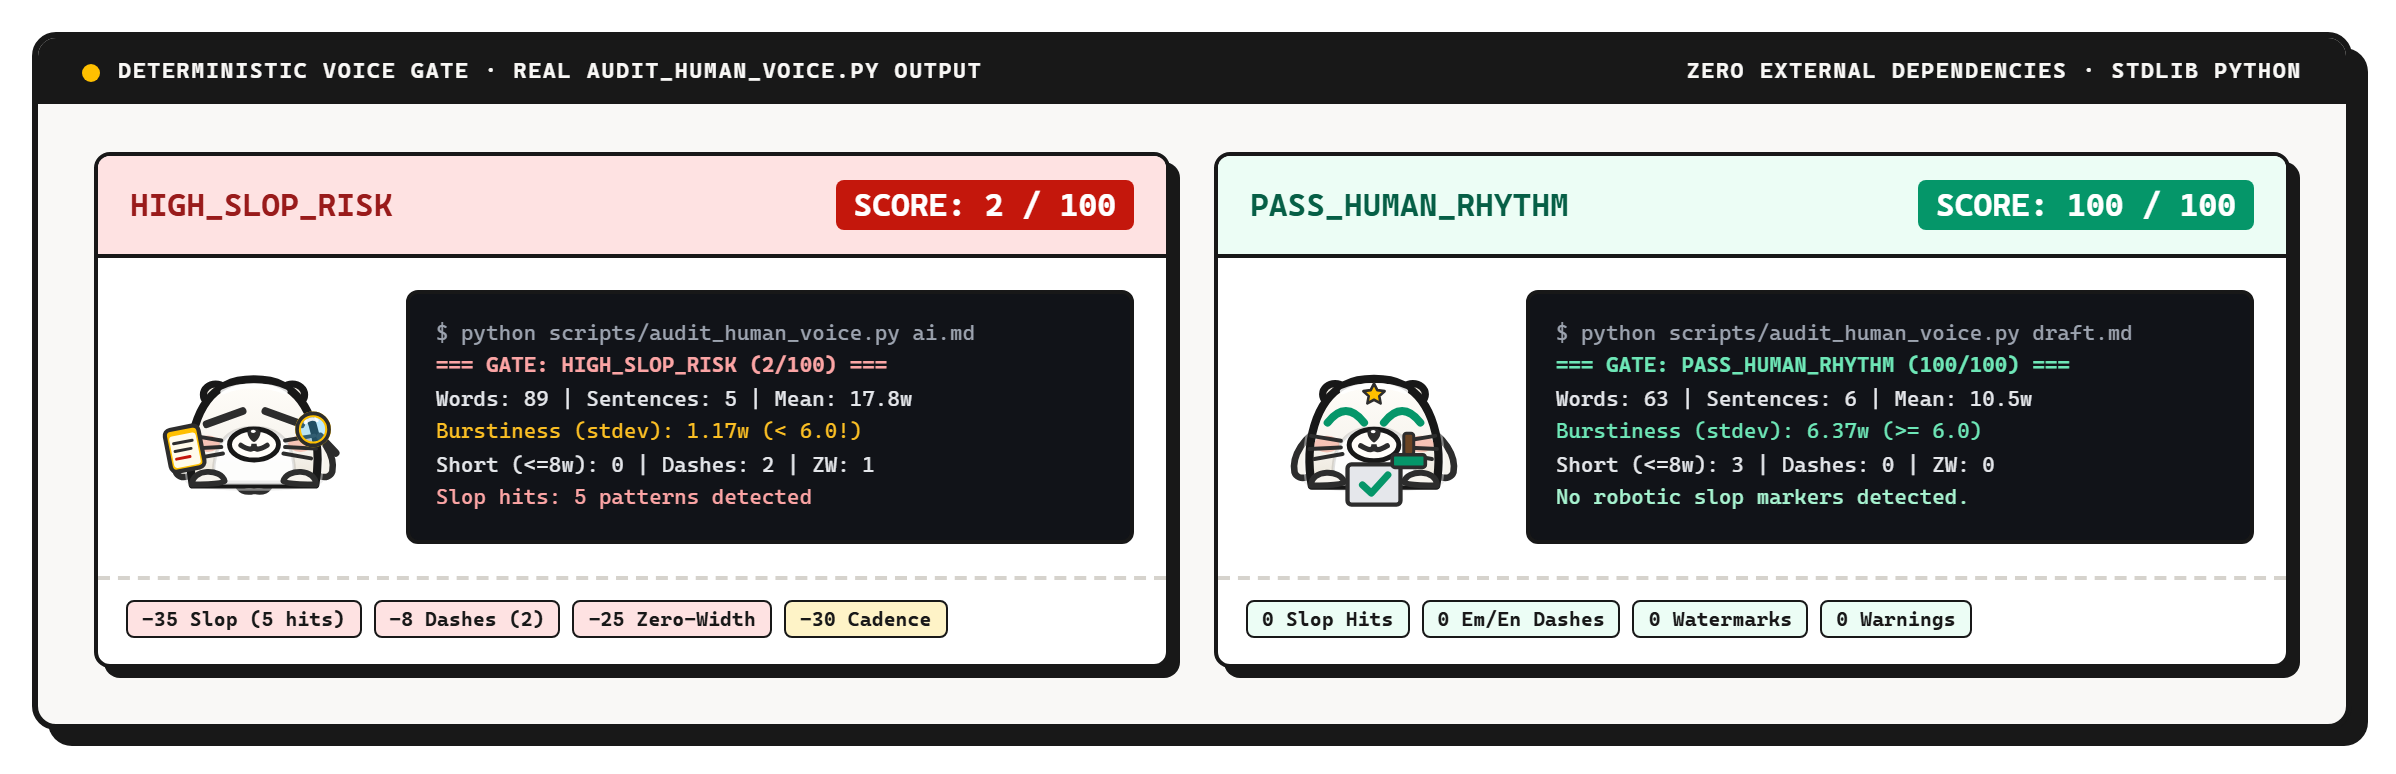 DETERMINISTIC VOICE GATE · REAL AUDIT_HUMAN_VOICE.PY OUTPUT
ZERO EXTERNAL DEPENDENCIES · STDLIB PYTHON
HIGH_SLOP_RISK
SCORE: 2 / 100
$ python scripts/audit_human_voice.py ai.md
=== GATE: HIGH_SLOP_RISK (2/100) ===
Words: 89 | Sentences: 5 | Mean: 17.8w
Burstiness (stdev): 1.17w (< 6.0!)
Short (<=8w): 0 | Dashes: 2 | ZW: 1
Slop hits: 5 patterns detected
−35 Slop (5 hits)
−8 Dashes (2)
−25 Zero−Width
−30 Cadence
PASS_HUMAN_RHYTHM
SCORE: 100 / 100
$ python scripts/audit_human_voice.py draft.md
=== GATE: PASS_HUMAN_RHYTHM (100/100) ===
Words: 63 | Sentences: 6 | Mean: 10.5w
Burstiness (stdev): 6.37w (>= 6.0)
Short (<=8w): 3 | Dashes: 0 | ZW: 0
No robotic slop markers detected.
0 Slop Hits
0 Em/En Dashes
0 Watermarks
0 Warnings